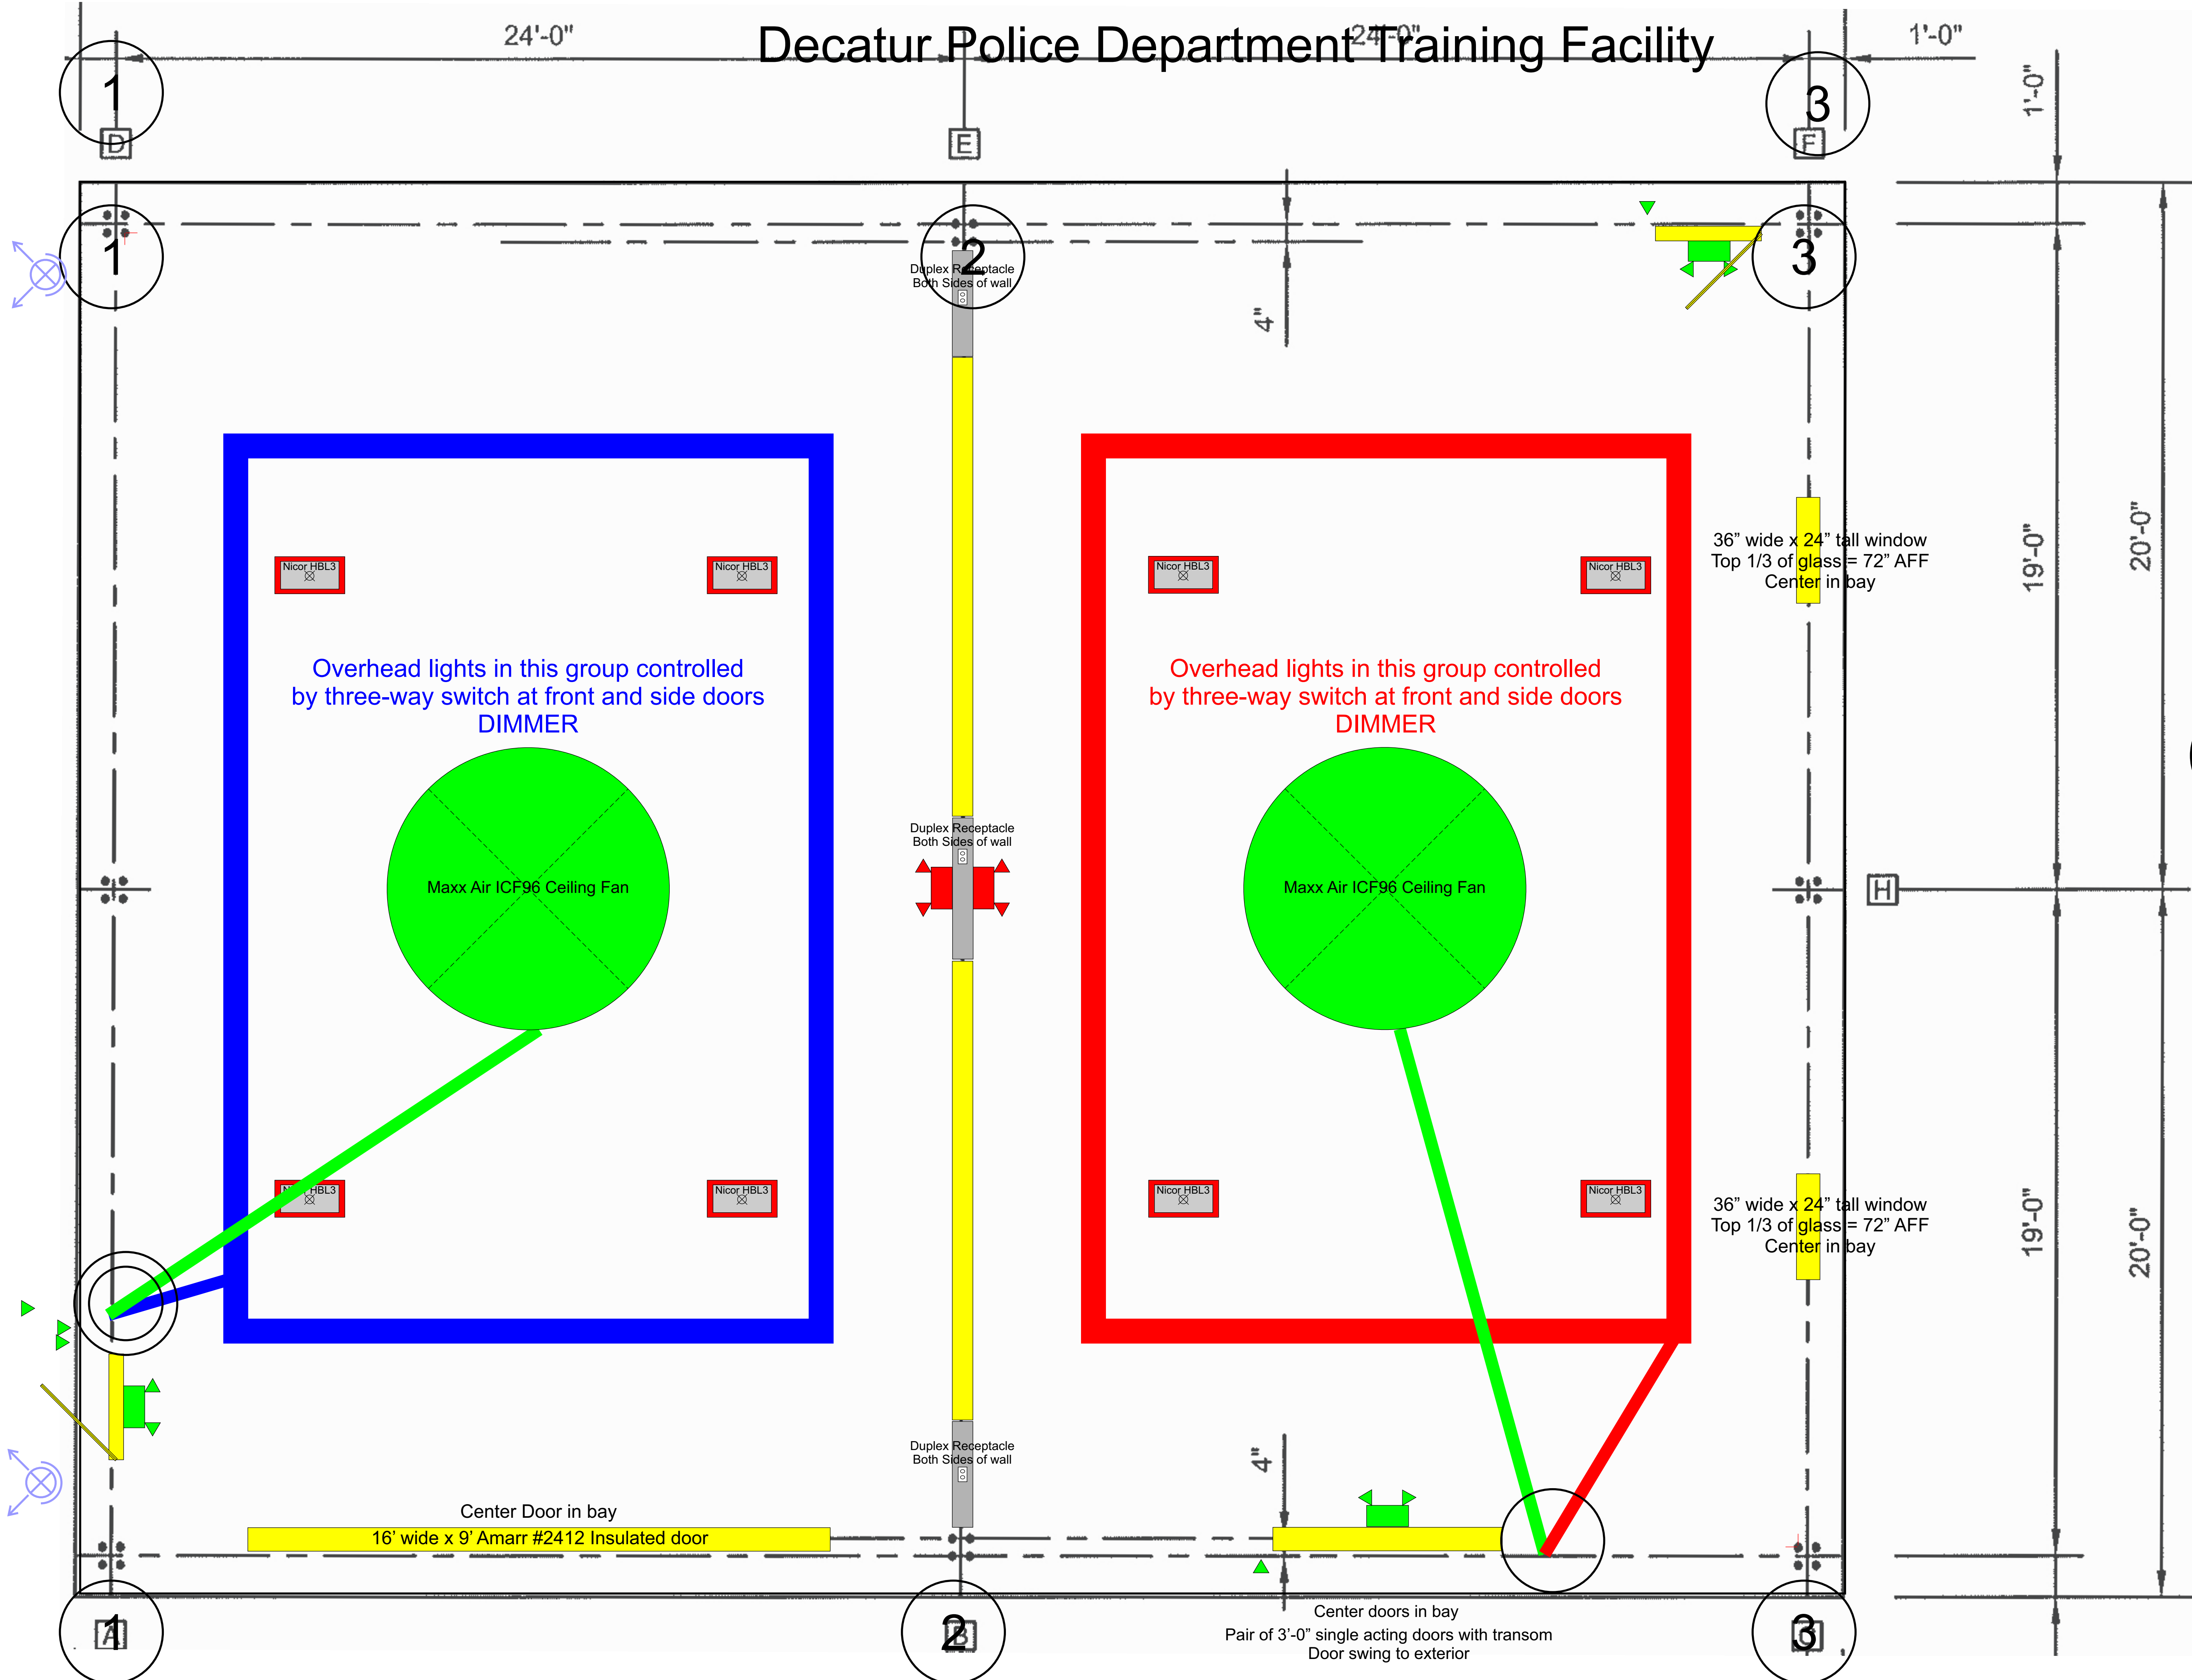 Decatur Police Department Training Facility
24'-0"
24'-0"
1'-0"
1
3
1'-0"
D
E
F
1
2
3
Duplex Receptacle
Both Sides of wall
4"
36” wide x 24” tall window
Top 1/3 of glass = 72” AFF
Center in bay
19'-0"
20'-0"
Nicor HBL3
Nicor HBL3
Nicor HBL3
Nicor HBL3
Overhead lights in this group controlled
by three-way switch at front and side doors
DIMMER
Overhead lights in this group controlled
by three-way switch at front and side doors
DIMMER
Duplex Receptacle
Both Sides of wall
Maxx Air ICF96 Ceiling Fan
Maxx Air ICF96 Ceiling Fan
H
Nicor HBL3
Nicor HBL3
Nicor HBL3
Nicor HBL3
36” wide x 24” tall window
Top 1/3 of glass = 72” AFF
Center in bay
19'-0"
20'-0"
Duplex Receptacle
Both Sides of wall
4"
Center Door in bay
16’ wide x 9’ Amarr #2412 Insulated door
Center doors in bay
Pair of 3’-0” single acting doors with transom
Door swing to exterior
1
A
2
B
3